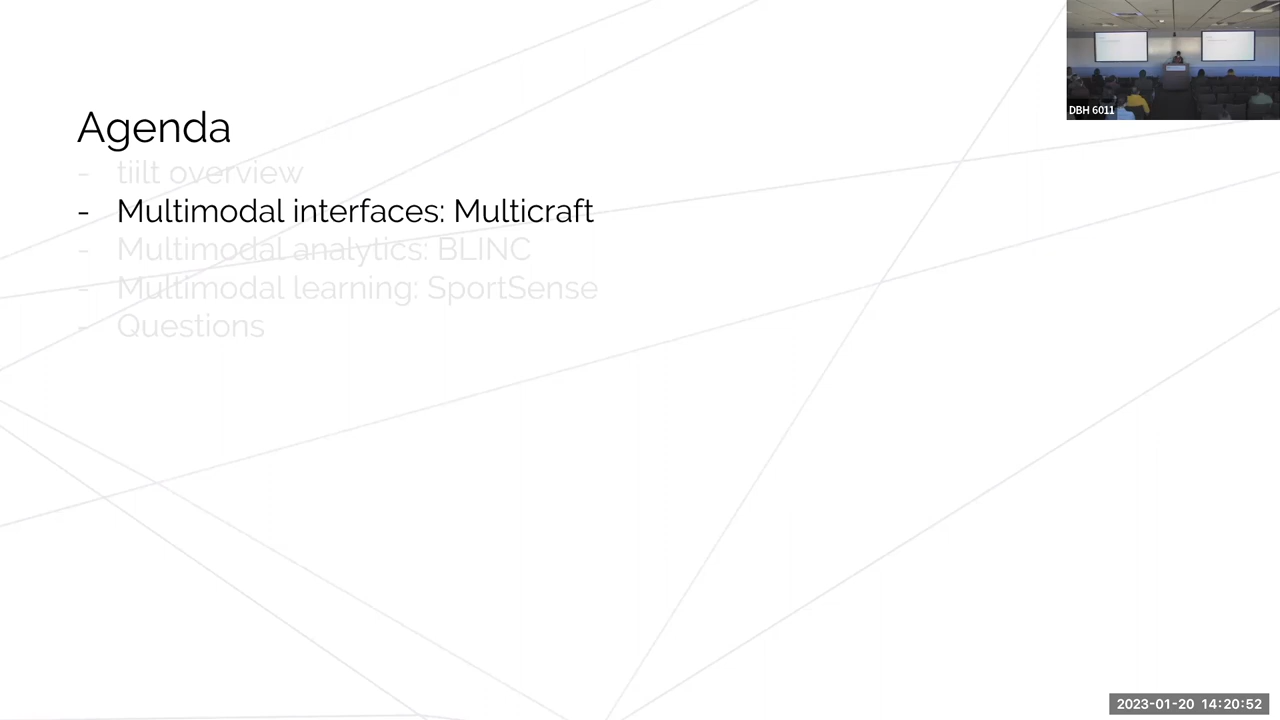 Agenda
- tiilt overview
- Multimodal interfaces: Multicraft
- Multimodal analytics: BLINC
- Multimodal learning: SportSense
- Questions
DBH 6011
2023-01-20 14:20:52